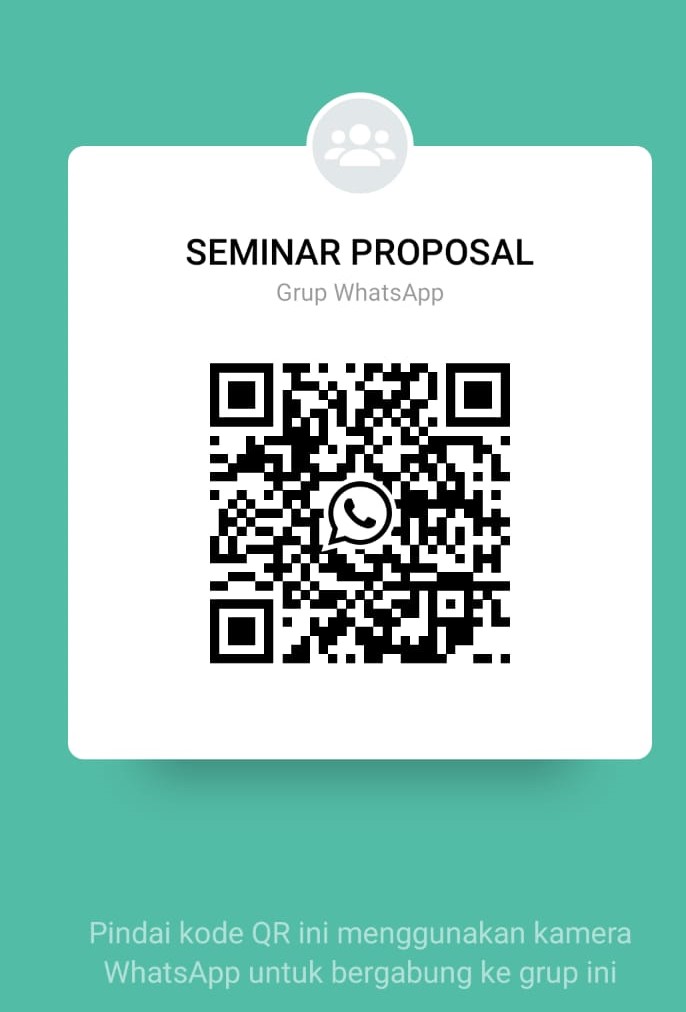 SEMINAR PROPOSAL
Grup WhatsApp
Pindai kode QR ini menggunakan kamera
WhatsApp untuk bergabung ke grup ini